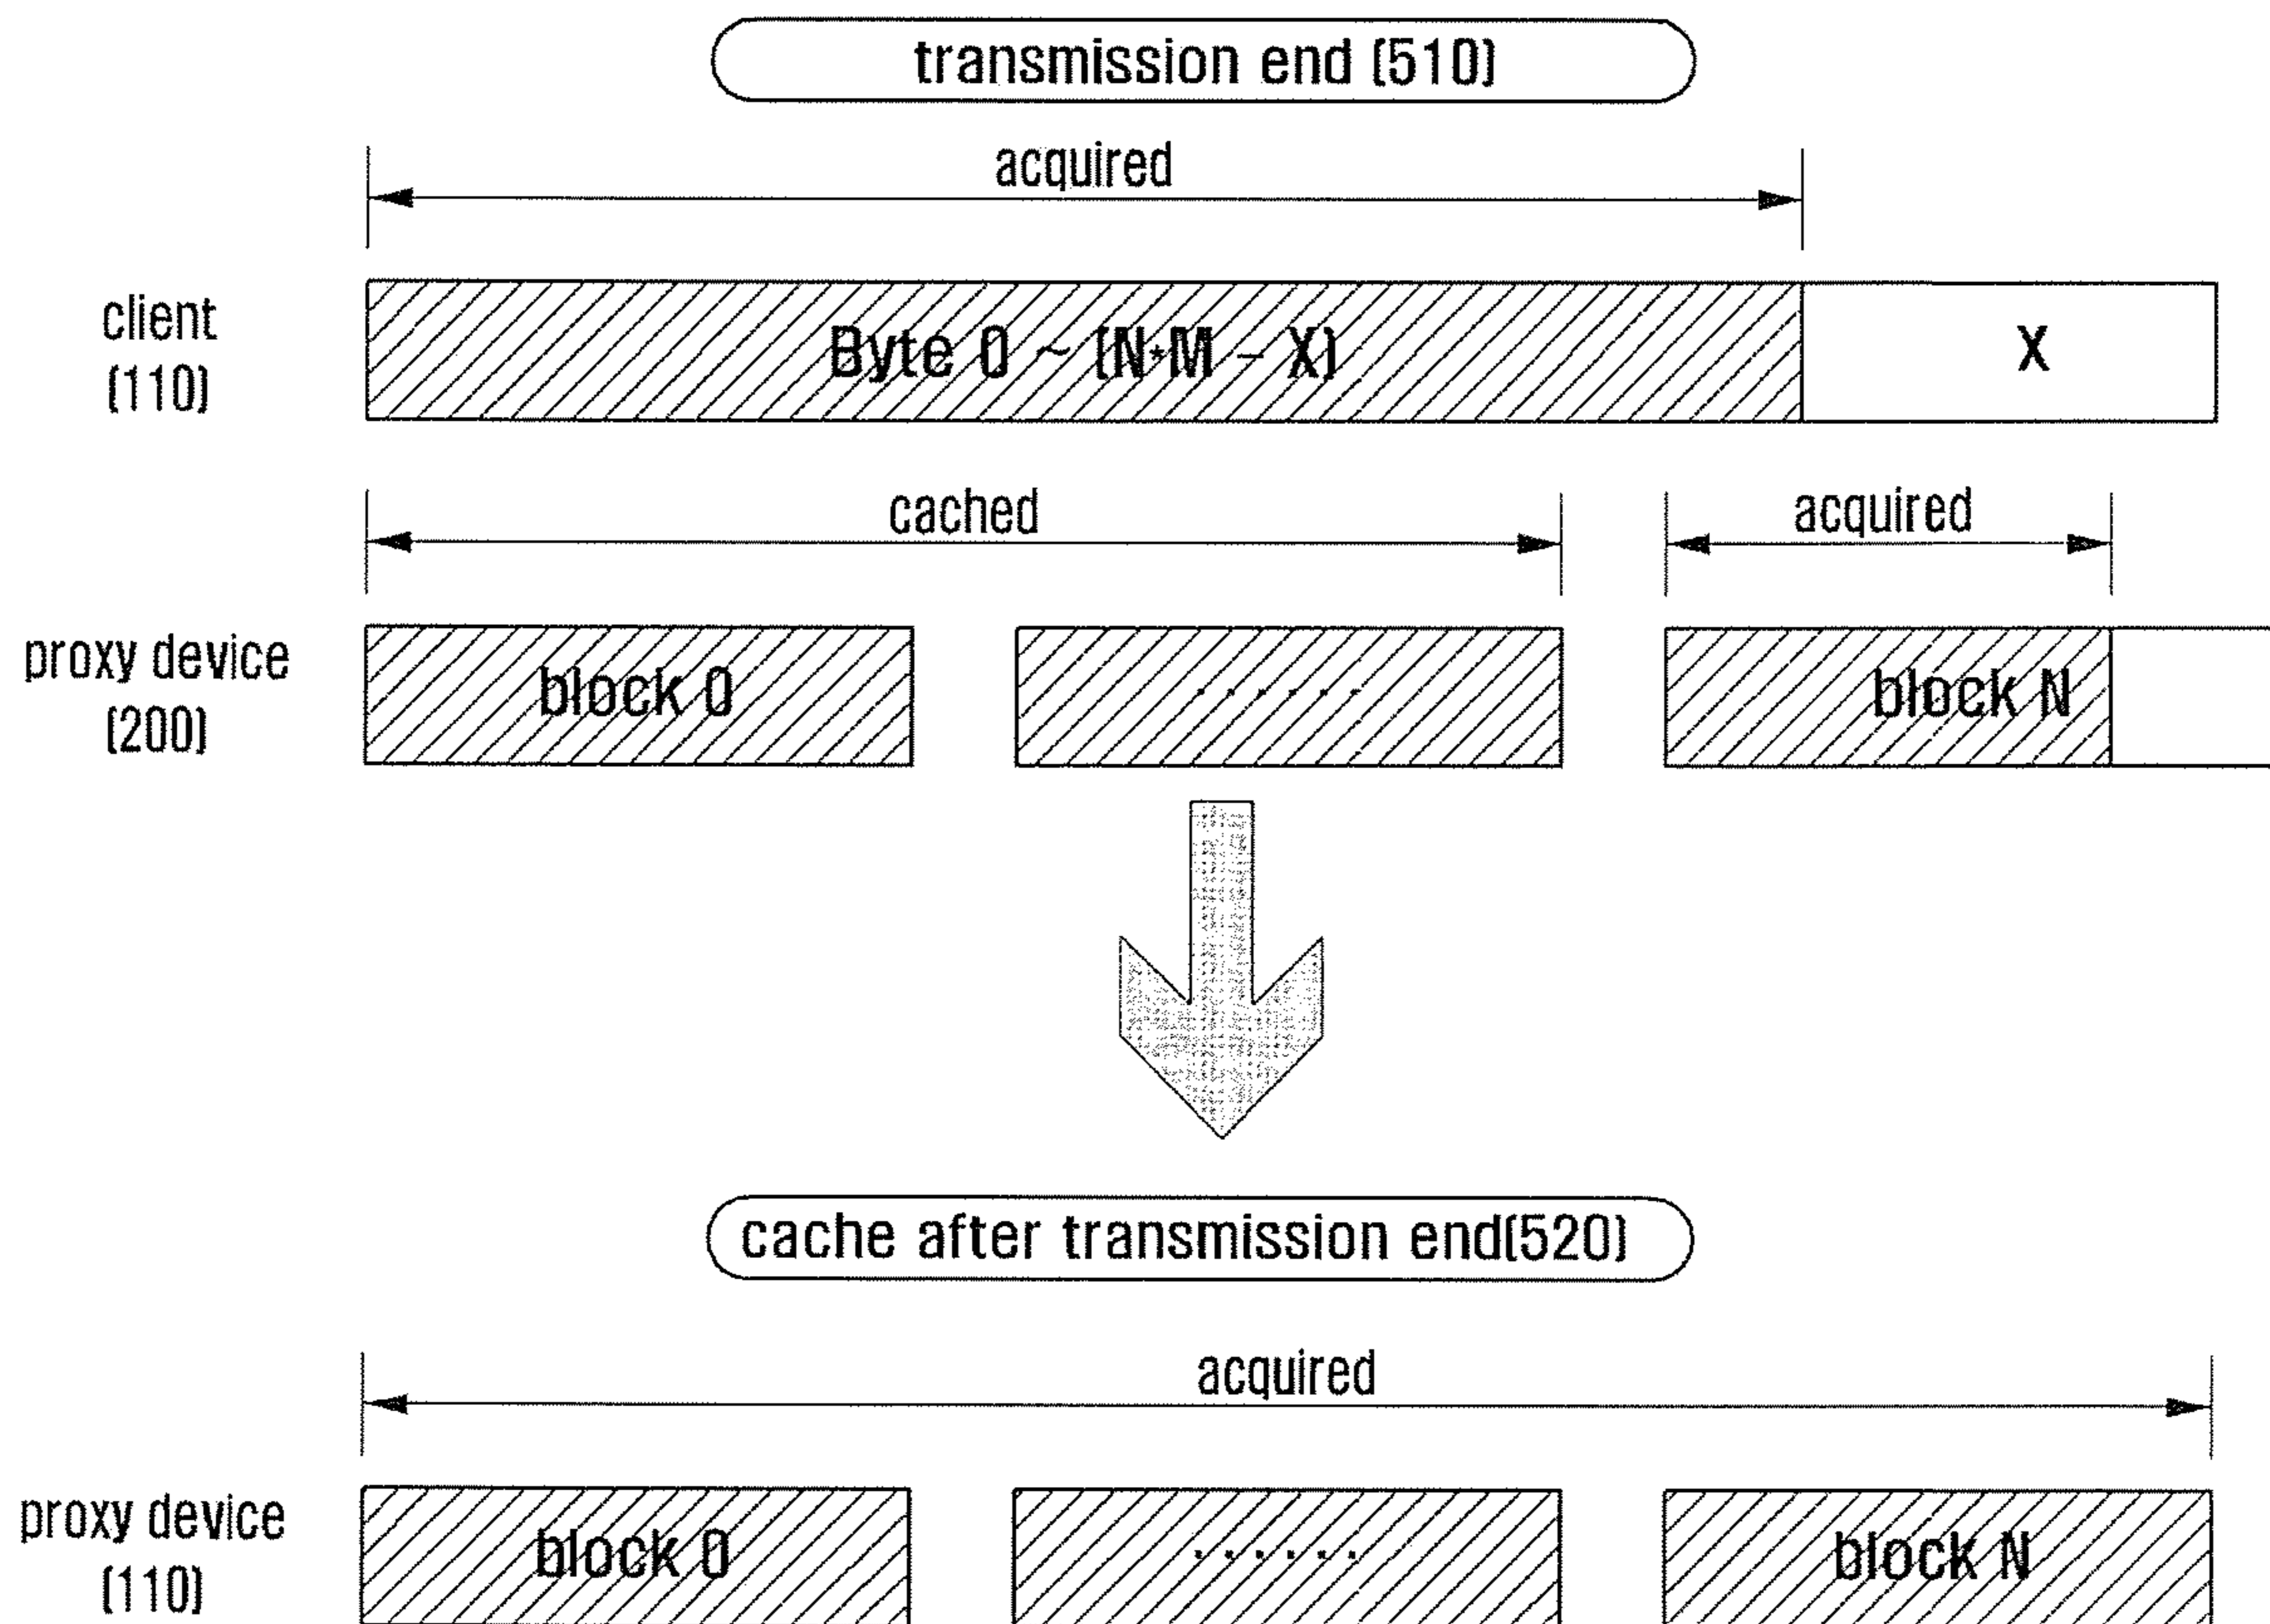 transmission end (510)
acquired
client
(110)
Byte 0 ~ (N*M - X)
X
cached
acquired
proxy device
(200)
block 0
......
block N
cache after transmission end(520)
acquired
proxy device
(110)
block 0
......
block N